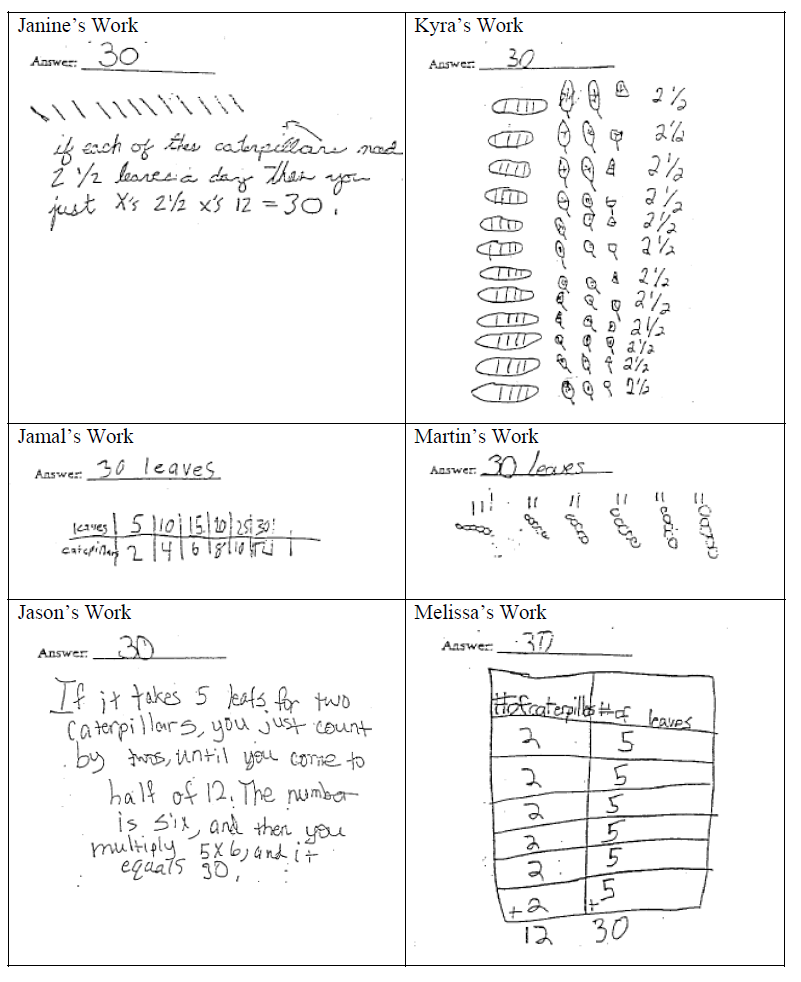 Janine's Work
Answer: 30
if each of the caterpillars had
2 1/2 leaves a day then you
just X's 2 1/2 x's 12 = 30.
Kyra's Work
Answer: 30
2 1/2
2 1/2
2 1/2
2 1/2
2 1/2
2 1/2
2 1/2
2 1/2
2 1/2
2 1/2
2 1/2
2 1/2
Jamal's Work
Answer: 30 leaves
leaves 5 10 15 20 25 30
caterpillars 2 4 6 8 10 12
Martin's Work
Answer: 30 leaves
Jason's Work
Answer: 30
If it takes 5 leafs for two
caterpillars, you just count
by twos, until you come to
half of 12. The number
is six, and then you
multiply 5x6, and it
equals 30.
Melissa's Work
Answer: 30
# of caterpillers # of leaves
2 5
2 5
2 5
2 5
2 5
+2 +5
12 30